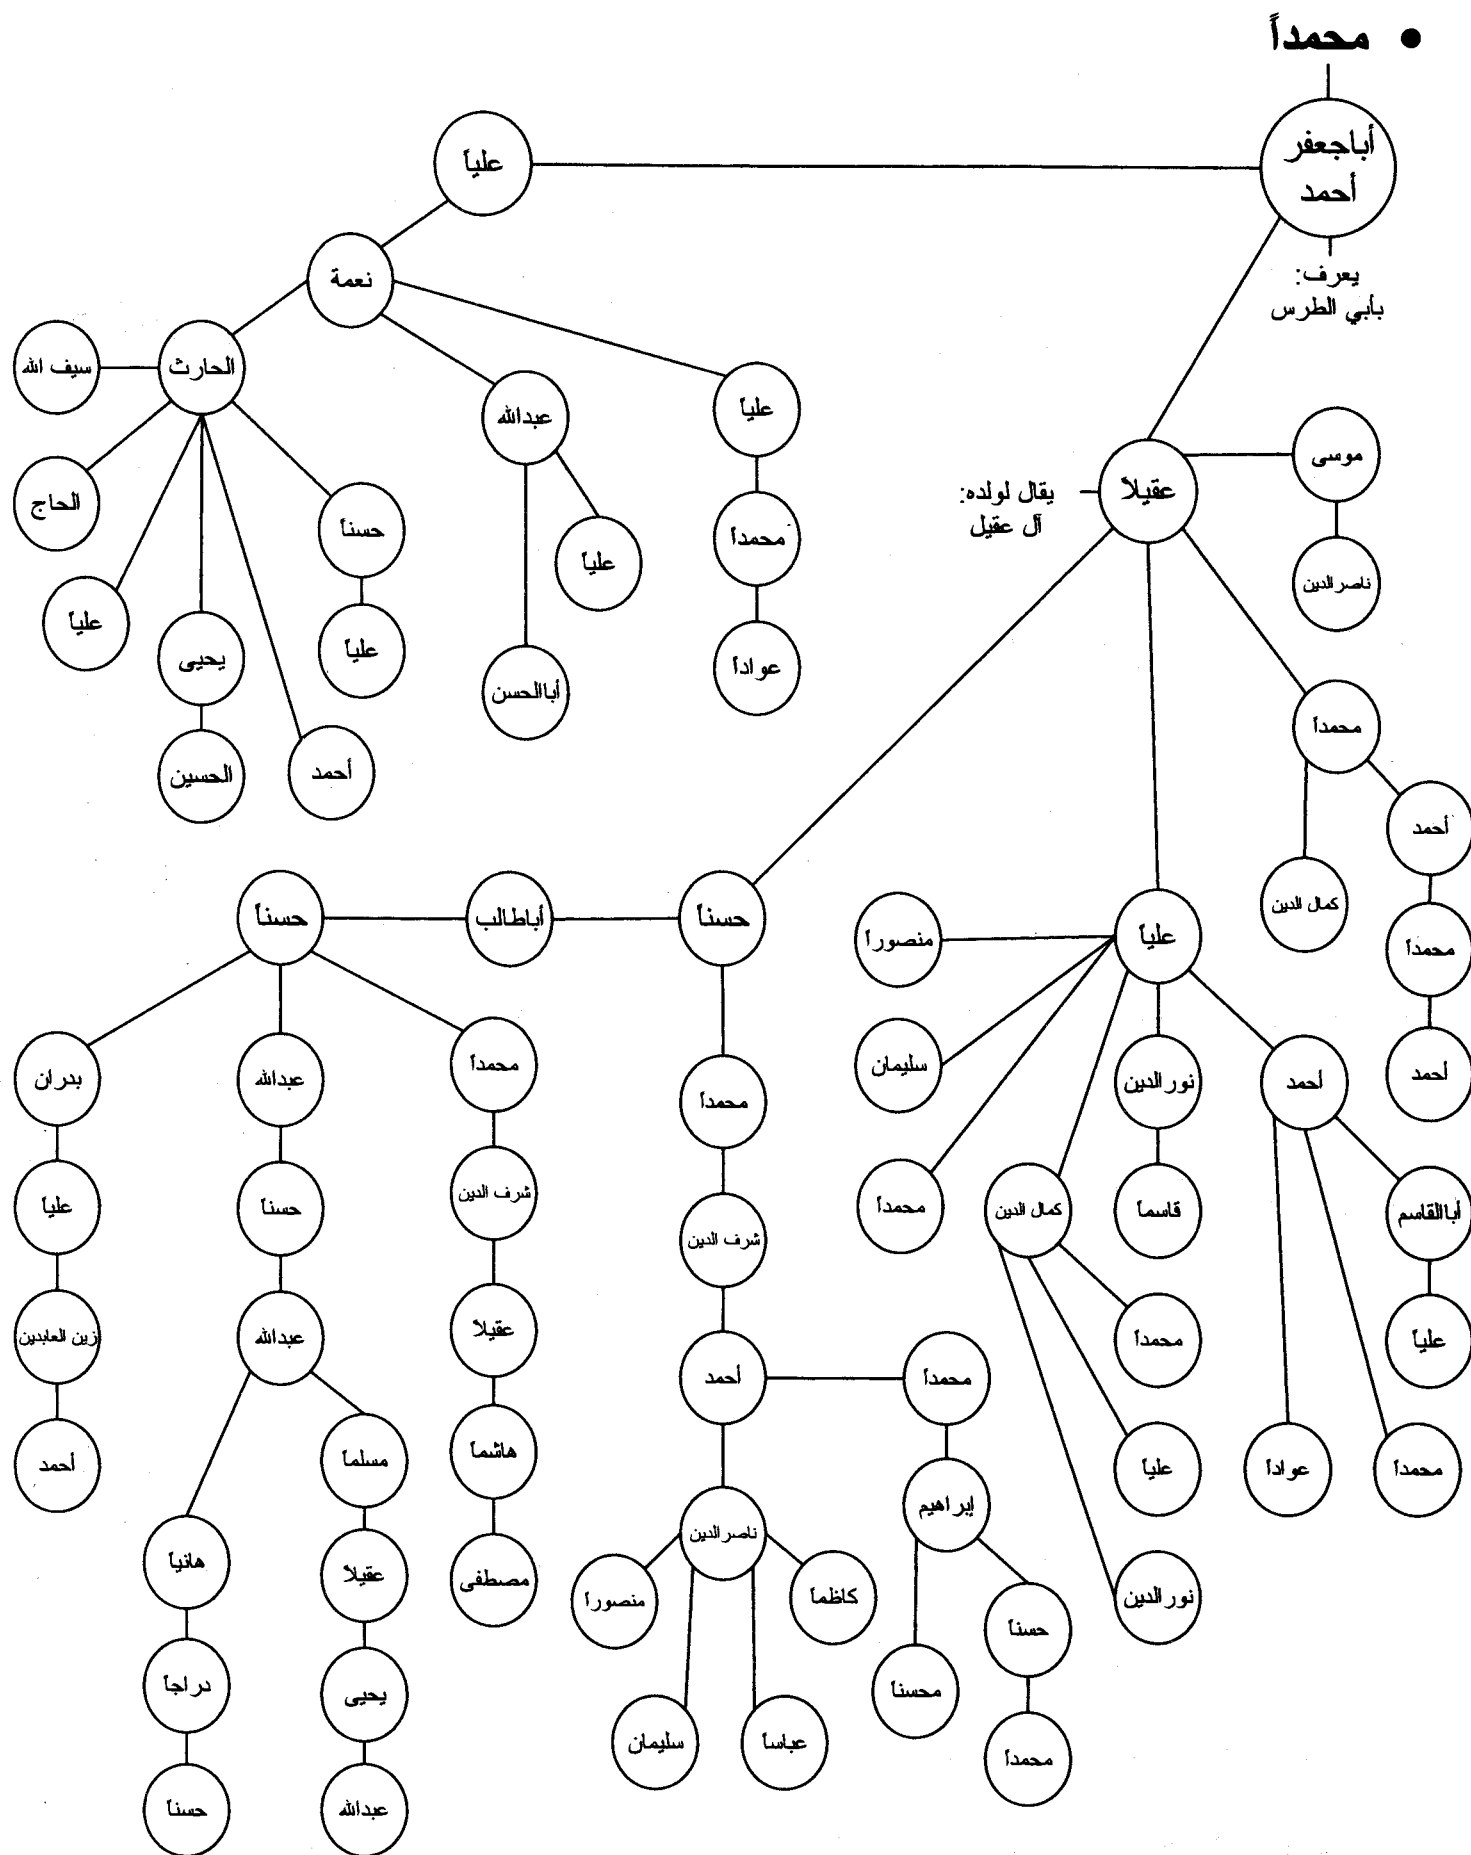 • محمداً
أباجعفر
أحمد
يعرف:
بأبي الطرس
علياً
نعمة
الحارث
سيف الله
الحاج
علياً
يحيى
الحسين
أحمد
حسناً
علياً
عبدالله
أباالحسن
علياً
علياً
محمداً
عواداً
عقيلاً
يقال لولده:
آل عقيل
موسى
ناصرالدين
محمداً
كمال الدين
أحمد
محمداً
أحمد
علياً
منصوراً
سليمان
محمداً
كمال الدين
محمداً
علياً
نورالدين
نورالدين
قاسماً
أحمد
أباالقاسم
علياً
محمداً
عواداً
حسناً
محمداً
شرف الدين
أحمد
محمداً
إبراهيم
حسناً
محمداً
محسناً
ناصرالدين
كاظماً
عباساً
سليمان
منصوراً
أباطالب
حسناً
محمداً
شرف الدين
عقيلاً
هاشماً
مصطفى
عبدالله
حسناً
عبدالله
مسلماً
عقيلاً
يحيى
عبدالله
هانياً
دراجاً
حسناً
بدران
علياً
زين العابدين
أحمد